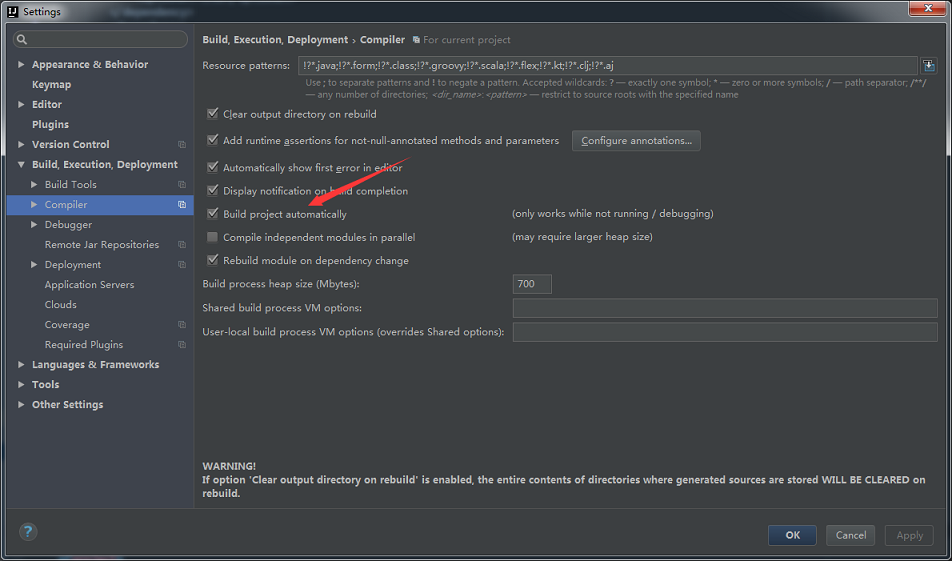 Settings
Appearance & Behavior
Keymap
Editor
Plugins
Version Control
Build, Execution, Deployment
Build Tools
Compiler
Debugger
Remote Jar Repositories
Deployment
Application Servers
Clouds
Coverage
Required Plugins
Languages & Frameworks
Tools
Other Settings
Build, Execution, Deployment › Compiler For current project
Resource patterns: !?*.java;!?*.form;!?*.class;!?*.groovy;!?*.scala;!?*.flex;!?*.kt;!?*.clj;!?*.aj
Use ; to separate patterns and ! to negate a pattern. Accepted wildcards: ? — exactly one symbol; * — zero or more symbols; / — path separator; /**/
— any number of directories; <dir_name>:<pattern> — restrict to source roots with the specified name
Clear output directory on rebuild
Add runtime assertions for not-null-annotated methods and parameters Configure annotations...
Automatically show first error in editor
Display notification on build completion
Build project automatically (only works while not running / debugging)
Compile independent modules in parallel (may require larger heap size)
Rebuild module on dependency change
Build process heap size (Mbytes): 700
Shared build process VM options:
User-local build process VM options (overrides Shared options):
WARNING!
If option 'Clear output directory on rebuild' is enabled, the entire contents of directories where generated sources are stored WILL BE CLEARED on
rebuild.
?
OK Cancel Apply